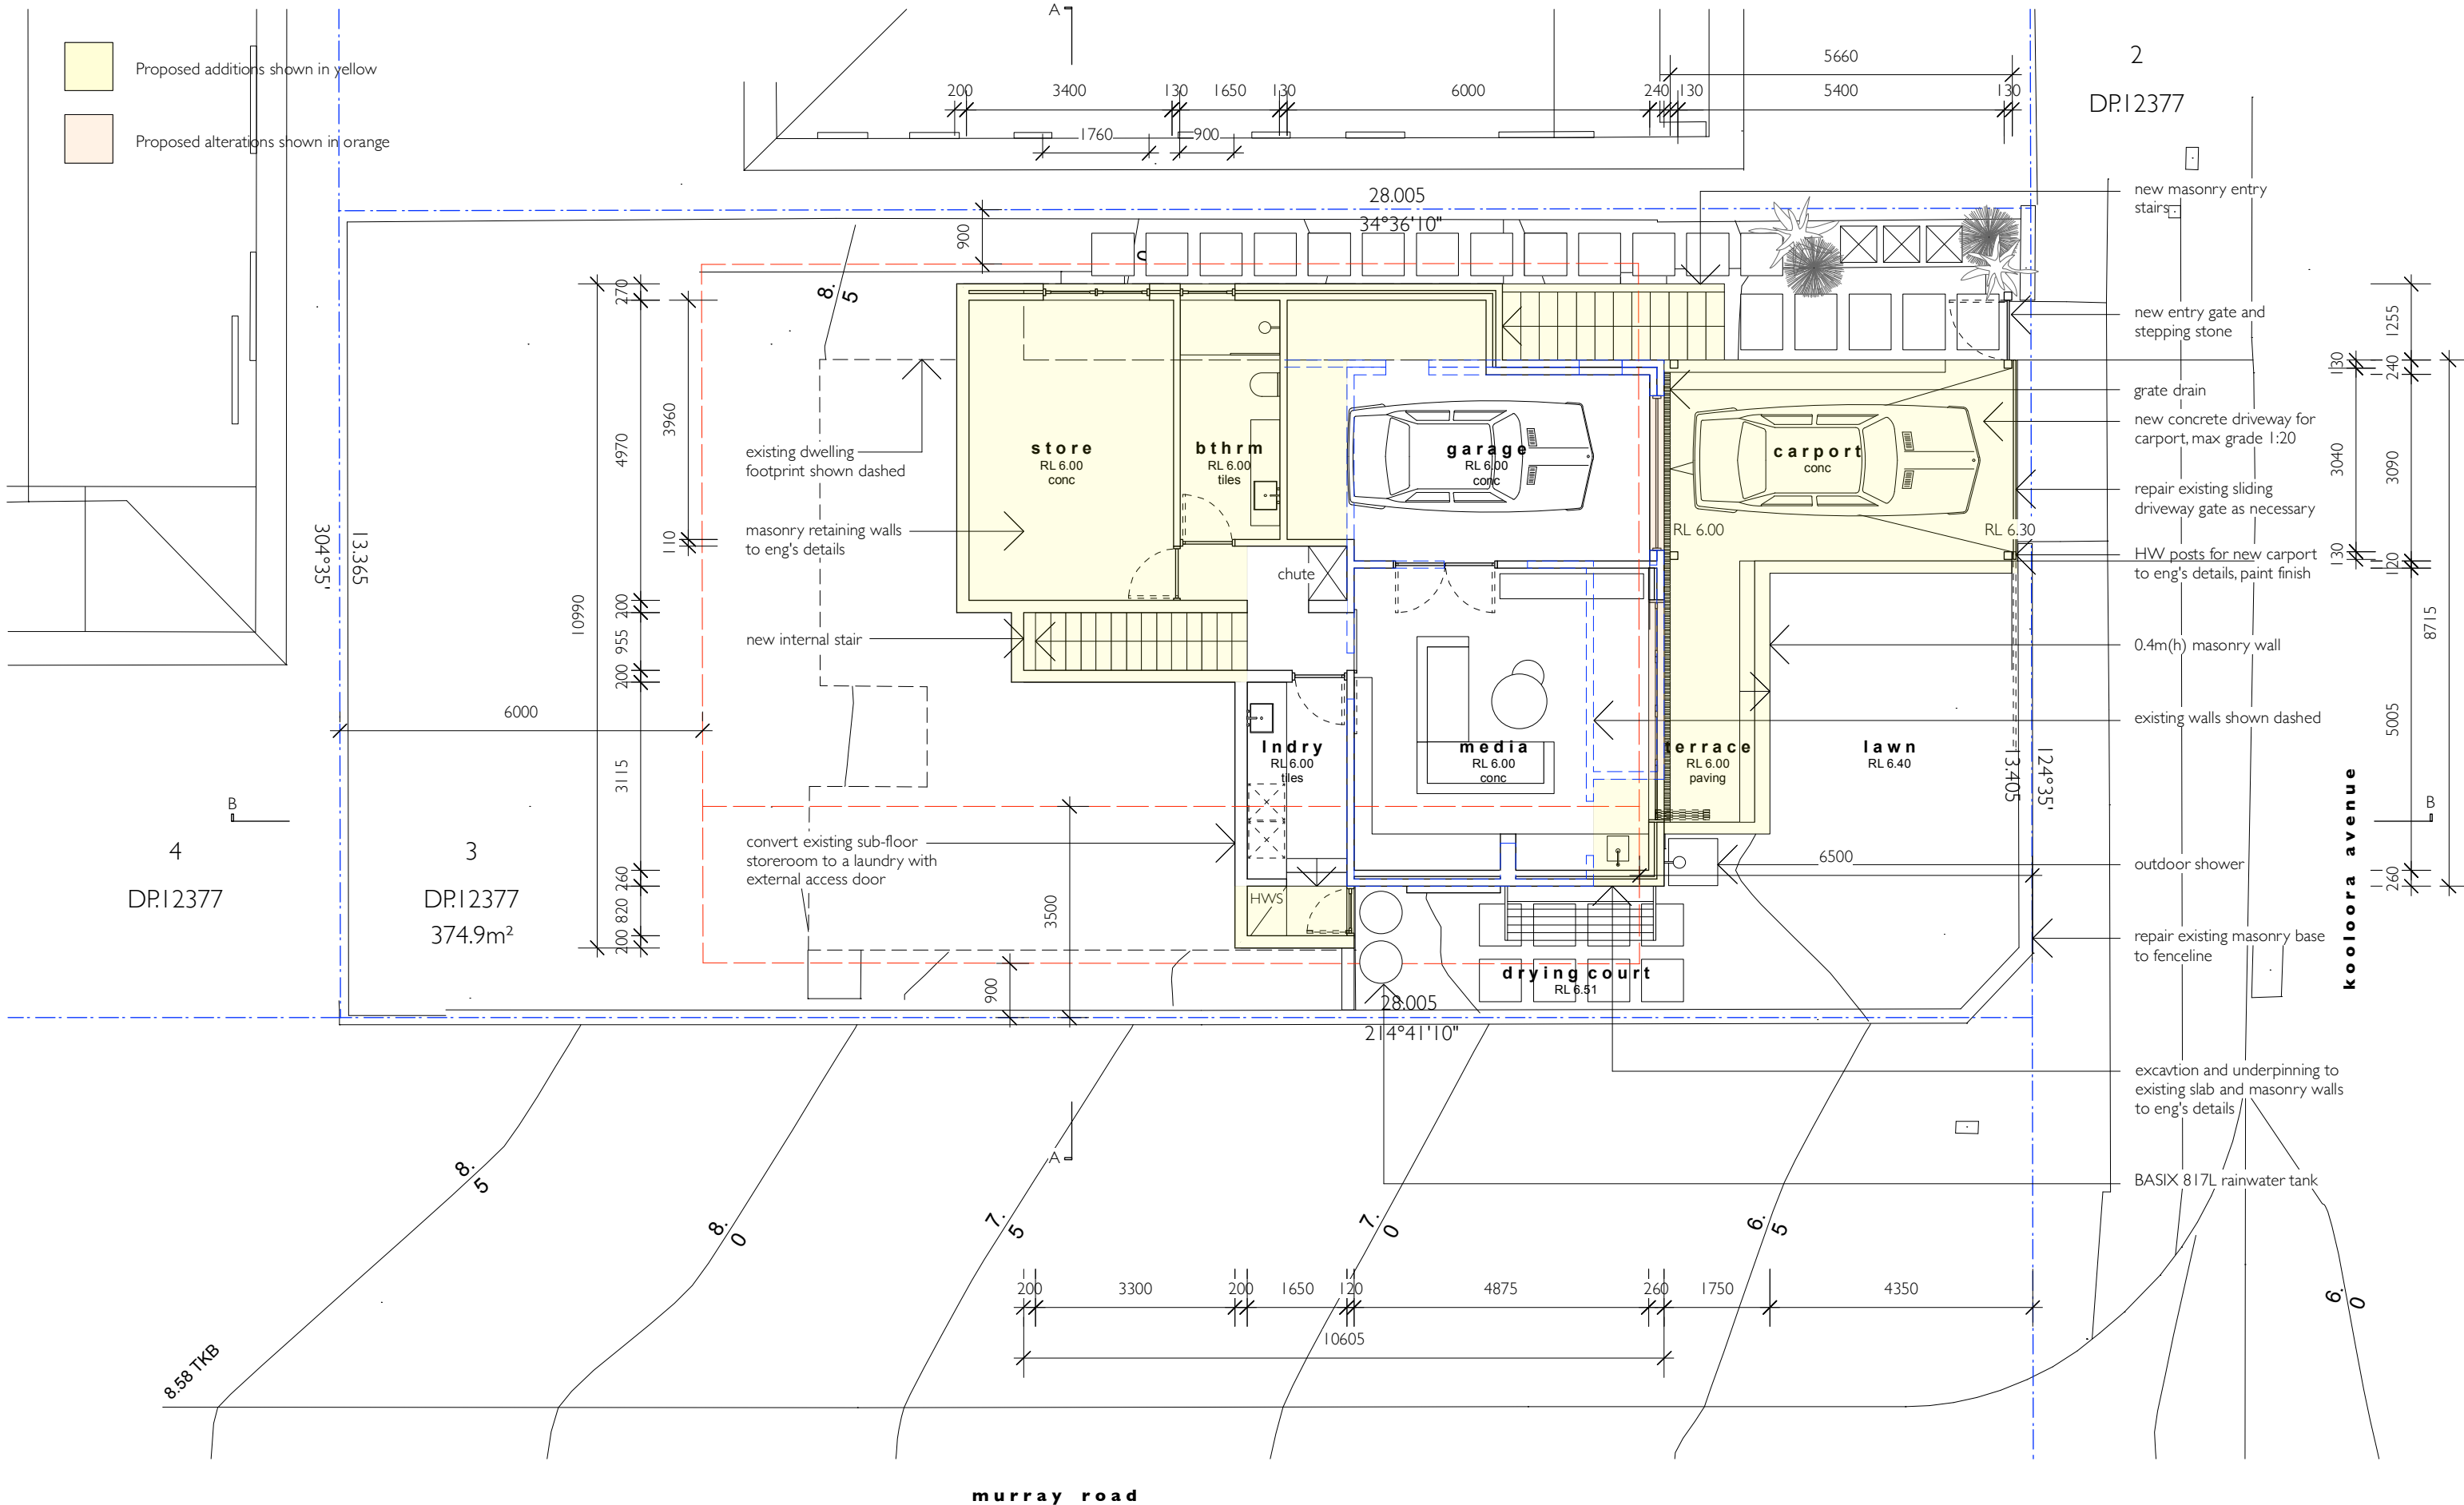 A
2
DP.12377
5660
Proposed additions shown in yellow
200
3400
130
1650
130
6000
240
130
5400
130
Proposed alterations shown in orange
1760
900
28.005
34°36'10"
new masonry entry
stairs
900
270
8.
5
new entry gate and
stepping stone
1255
130
240
grate drain
new concrete driveway for
carport, max grade 1:20
3960
4970
existing dwelling
footprint shown dashed
store
RL 6.00
conc
bthrm
RL 6.00
tiles
garage
RL 6.00
conc
carport
conc
3040
3090
repair existing sliding
driveway gate as necessary
masonry retaining walls
to eng's details
RL 6.00
RL 6.30
304°35'
13.365
110
HW posts for new carport
to eng's details, paint finish
130
120
chute
10990
200
955
200
new internal stair
0.4m(h) masonry wall
8715
6000
existing walls shown dashed
5005
3115
lndry
RL 6.00
tiles
media
RL 6.00
conc
terrace
RL 6.00
paving
lawn
RL 6.40
13.405
124°35'
koloora avenue
B
B
4
DP.12377
3
DP.12377
374.9m²
convert existing sub-floor
storeroom to a laundry with
external access door
6500
outdoor shower
260
260
820
200
HWS
3500
900
repair existing masonry base
to fenceline
drying court
RL 6.51
28.005
214°41'10"
excavtion and underpinning to
existing slab and masonry walls
to eng's details
A
BASIX 817L rainwater tank
8.
5
8.
0
7.
5
7.
0
6.
5
6.
0
200
3300
200
1650
120
4875
260
1750
4350
10605
8.58 TKB
murray road